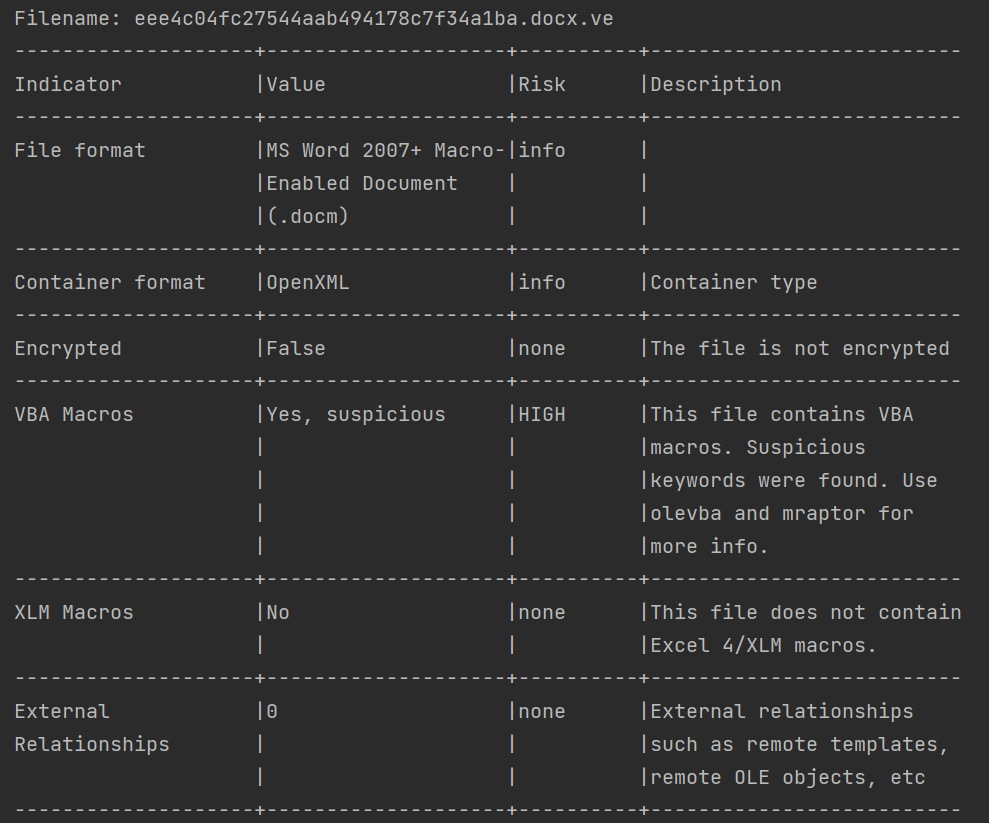 Filename: eee4c04fc27544aab494178c7f34a1ba.docx.ve
--------------------+--------------------+----------+--------------------------
Indicator           |Value               |Risk      |Description
--------------------+--------------------+----------+--------------------------
File format         |MS Word 2007+ Macro-|info      |
                    |Enabled Document    |          |
                    |(.docm)             |          |
--------------------+--------------------+----------+--------------------------
Container format    |OpenXML             |info      |Container type
--------------------+--------------------+----------+--------------------------
Encrypted           |False               |none      |The file is not encrypted
--------------------+--------------------+----------+--------------------------
VBA Macros          |Yes, suspicious     |HIGH      |This file contains VBA
                    |                    |          |macros. Suspicious
                    |                    |          |keywords were found. Use
                    |                    |          |olevba and mraptor for
                    |                    |          |more info.
--------------------+--------------------+----------+--------------------------
XLM Macros          |No                  |none      |This file does not contain
                    |                    |          |Excel 4/XLM macros.
--------------------+--------------------+----------+--------------------------
External            |0                   |none      |External relationships
Relationships       |                    |          |such as remote templates,
                    |                    |          |remote OLE objects, etc
--------------------+--------------------+----------+--------------------------